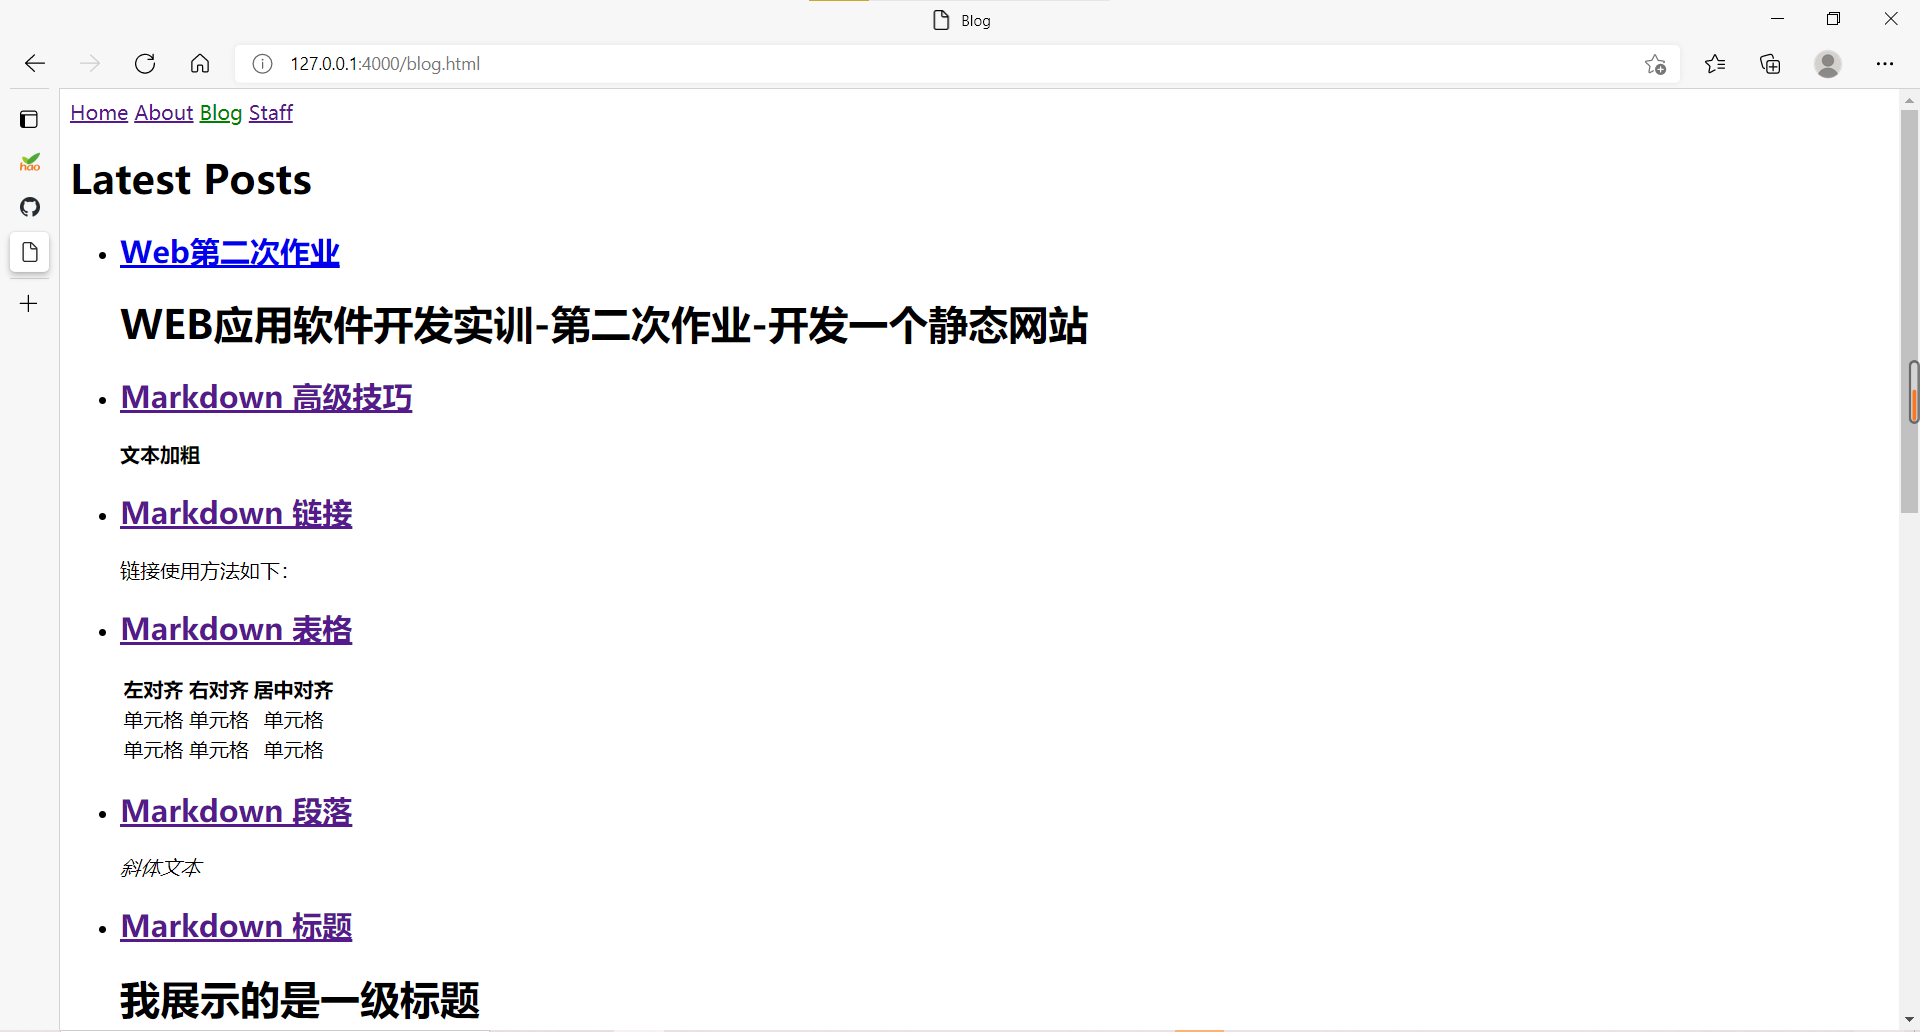 Blog
127.0.0.1:4000/blog.html
Home About Blog Staff
hao
Latest Posts
Web第二次作业
WEB应用软件开发实训-第二次作业-开发一个静态网站
Markdown 高级技巧
文本加粗
Markdown 链接
链接使用方法如下：
Markdown 表格
左对齐 右对齐 居中对齐
单元格 单元格 单元格
单元格 单元格 单元格
Markdown 段落
斜体文本
Markdown 标题
我展示的是一级标题